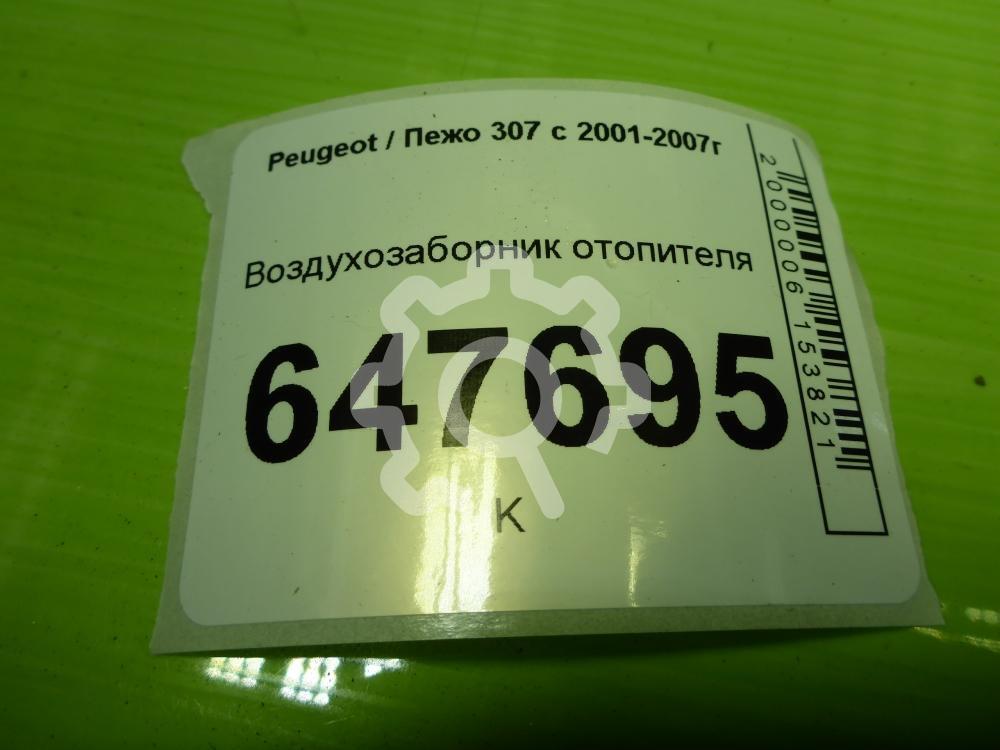 Peugeot / Пежо 307 с 2001-2007г
Воздухозаборник отопителя
647695
К
2000006153821